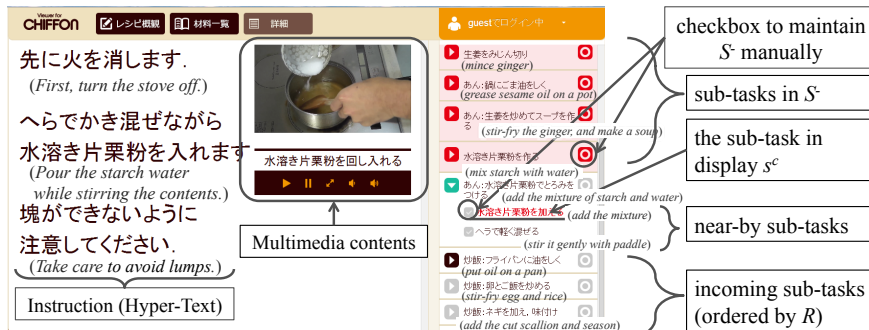 Viewer for
CHIFFON
レシピ概観
材料一覧
詳細
guestでログイン中
先に火を消します.
(First, turn the stove off.)
へらでかき混ぜながら
水溶き片栗粉を入れます
(Pour the starch water
while stirring the contents.)
塊ができないように
注意してください.
(Take care to avoid lumps.)
Instruction (Hyper-Text)
水溶き片栗粉を回し入れる
Multimedia contents
生姜をみじん切り
(mince ginger)
あん:鍋にごま油をしく
(grease sesame oil on a pot)
あん:生姜を炒めてスープを作
る
(stir-fry the ginger, and make a soup)
水溶き片栗粉を作る
(mix starch with water)
あん:水溶き片栗粉でとろみを
つける
(add the mixture of starch and water)
水溶き片栗粉を加える
(add the mixture)
ヘラで軽く混ぜる
(stir it gently with paddle)
炒飯:フライパンに油をしく
(put oil on a pan)
炒飯:卵とご飯を炒める
(stir-fry egg and rice)
炒飯:ネギを加え, 味付け
(add the cut scallion and season)
checkbox to maintain
S- manually
sub-tasks in S-
the sub-task in
display sc
near-by sub-tasks
incoming sub-tasks
(ordered by R)